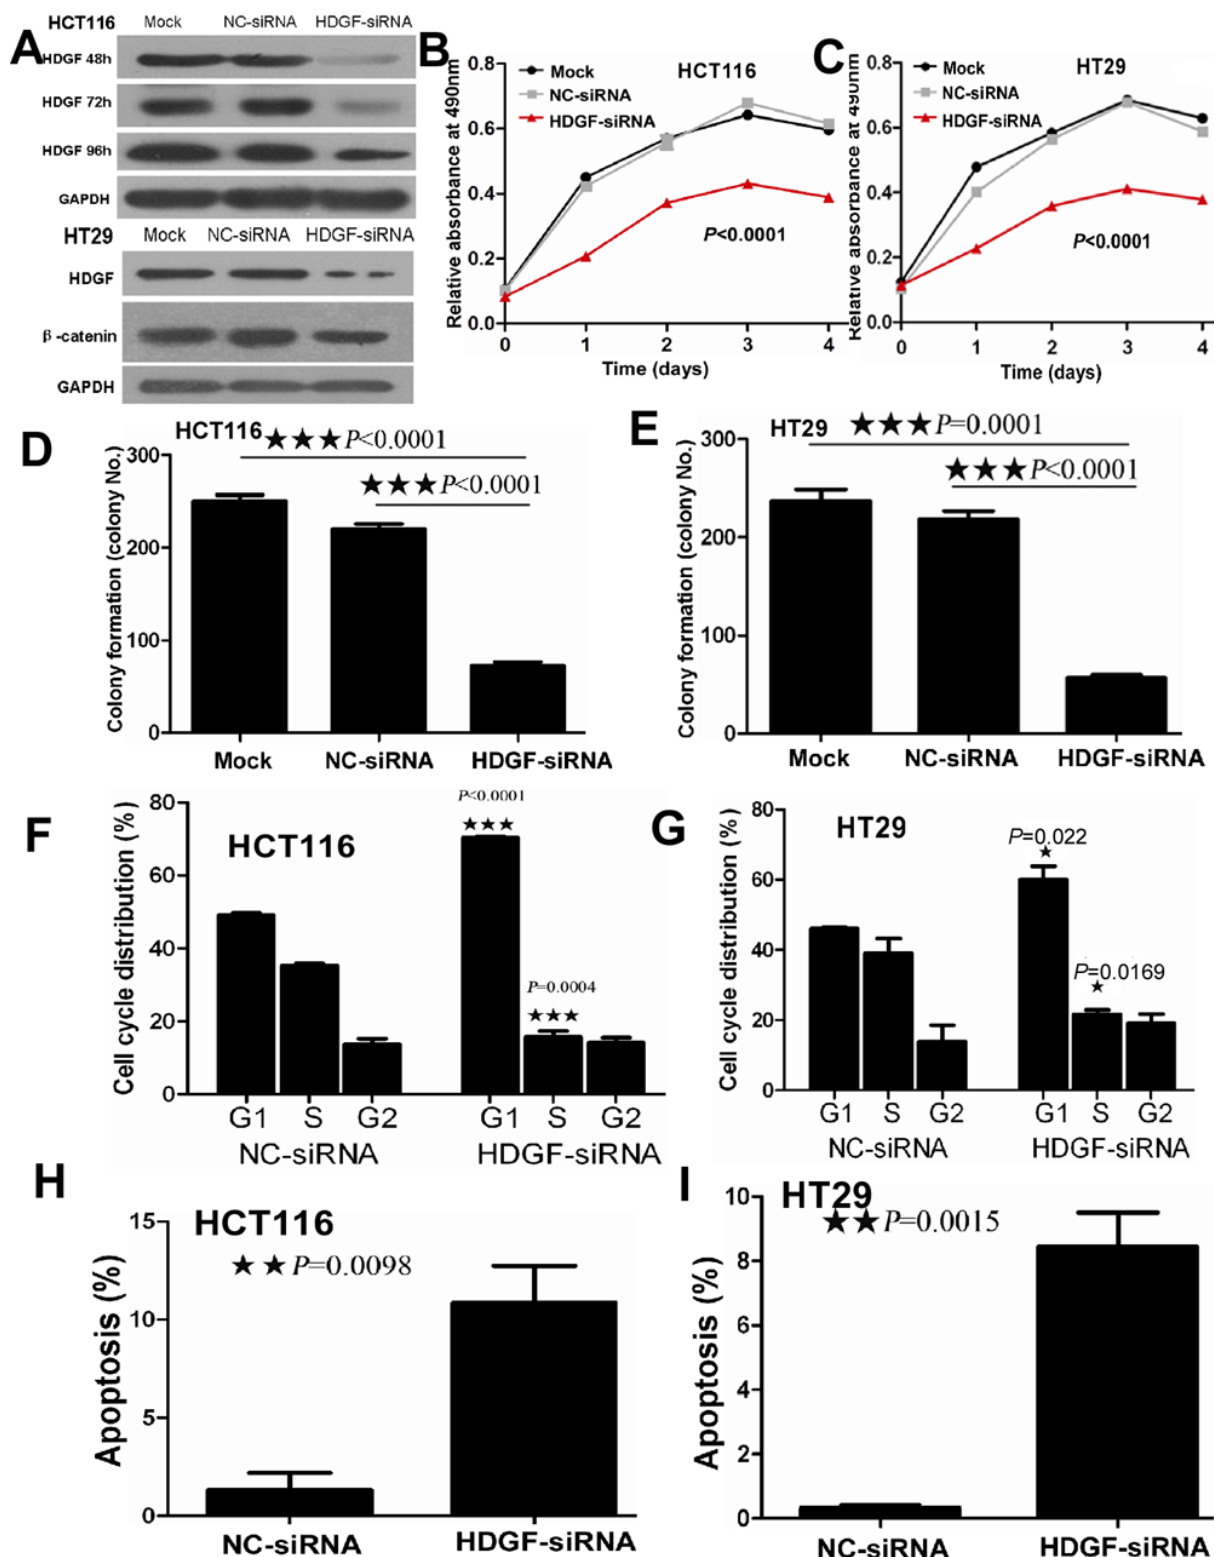 A
HCT116 Mock NC-siRNA HDGF-siRNA
HDGF 48h
HDGF 72h
HDGF 96h
GAPDH
HT29 Mock NC-siRNA HDGF-siRNA
HDGF
β-catenin
GAPDH
B
HCT116
Mock
NC-siRNA
HDGF-siRNA
Relative absorbance at 490nm
0.8
0.6
0.4
0.2
0.0
P<0.0001
0 1 2 3 4
Time (days)
C
HT29
Mock
NC-siRNA
HDGF-siRNA
Relative absorbance at 490nm
0.8
0.6
0.4
0.2
0.0
P<0.0001
0 1 2 3 4
Time (days)
D
HCT116
★★★P<0.0001
★★★P<0.0001
Colony formation (colony No.)
300
200
100
0
Mock NC-siRNA HDGF-siRNA
E
HT29
★★★P=0.0001
★★★P<0.0001
Colony formation (colony No.)
300
200
100
0
Mock NC-siRNA HDGF-siRNA
F
HCT116
P<0.0001
★★★
P=0.0004
★★★
Cell cycle distribution (%)
80
60
40
20
0
G1 S G2 G1 S G2
NC-siRNA HDGF-siRNA
G
HT29
P=0.022
★
P=0.0169
★
Cell cycle distribution (%)
80
60
40
20
0
G1 S G2 G1 S G2
NC-siRNA HDGF-siRNA
H
HCT116
★★P=0.0098
Apoptosis (%)
15
10
5
0
NC-siRNA HDGF-siRNA
I
HT29
★★P=0.0015
Apoptosis (%)
10
8
6
4
2
0
NC-siRNA HDGF-siRNA